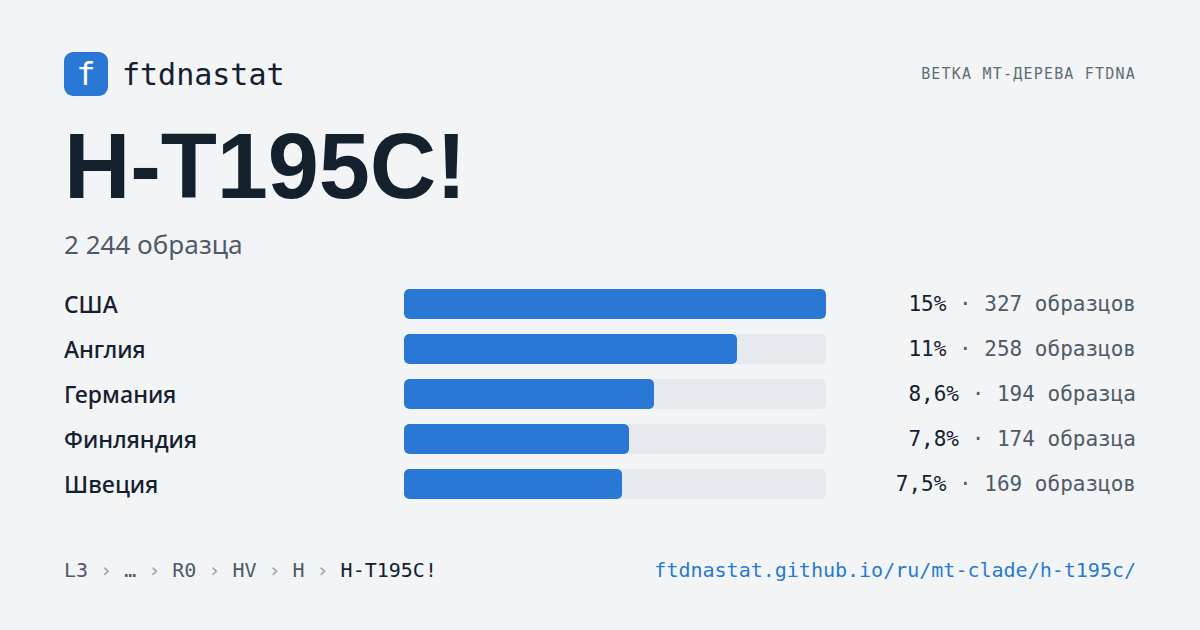 f ftdnastat
ВЕТКА МТ-ДЕРЕВА FTDNA
H-T195C!
2 244 образца
США 15% · 327 образцов
Англия 11% · 258 образцов
Германия 8,6% · 194 образца
Финляндия 7,8% · 174 образца
Швеция 7,5% · 169 образцов
L3 › … › R0 › HV › H › H-T195C!
ftdnastat.github.io/ru/mt-clade/h-t195c/